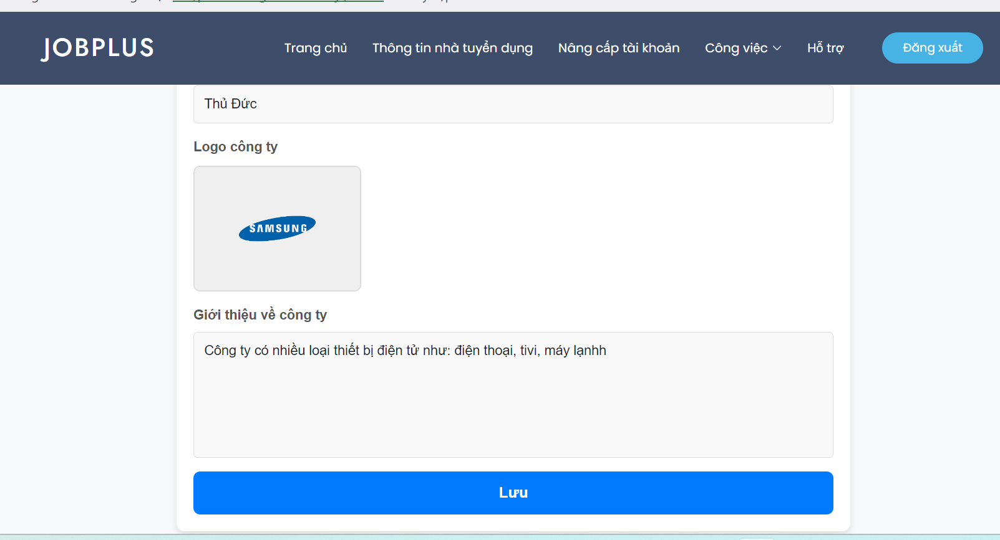 JOBPLUS
Trang chủ
Thông tin nhà tuyển dụng
Nâng cấp tài khoản
Công việc
Hỗ trợ
Đăng xuất
Thủ Đức
Logo công ty
SAMSUNG
Giới thiệu về công ty
Công ty có nhiều loại thiết bị điện tử như: điện thoại, tivi, máy lạnhh
Lưu